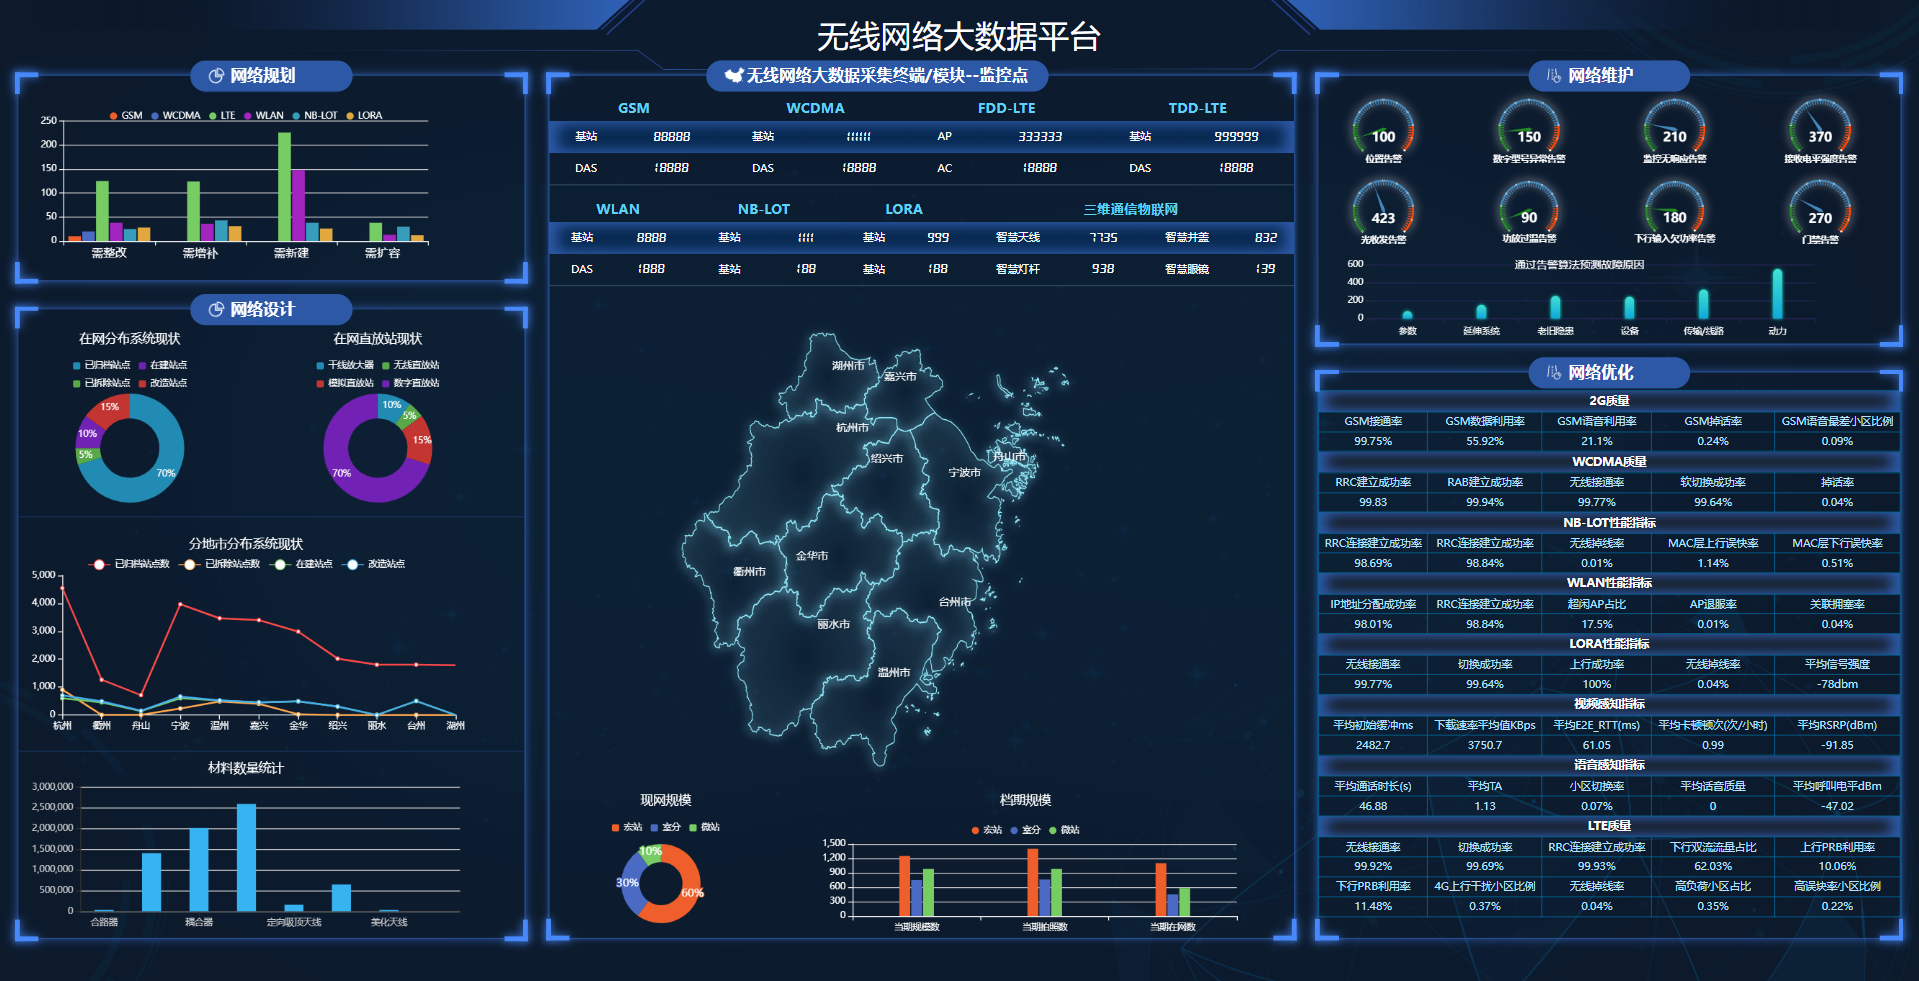 无线网络大数据平台
网络规划
GSM WCDMA LTE WLAN NB-LOT LORA
250
200
150
100
50
0
需整改 需增补 需新建 需扩容
网络设计
在网分布系统现状
已归档站点 在建站点
已拆除站点 改造站点
15%
10%
5%
70%
在网直放站现状
干线放大器 无线直放站
模拟直放站 数字直放站
10%
5%
15%
70%
分地市分布系统现状
已归档站点数 已拆除站点数 在建站点 改造站点
5,000
4,000
3,000
2,000
1,000
0
杭州 衢州 舟山 宁波 温州 嘉兴 金华 绍兴 丽水 台州 湖州
材料数量统计
3,000,000
2,500,000
2,000,000
1,500,000
1,000,000
500,000
0
合路器 耦合器 定向吸顶天线 美化天线
无线网络大数据采集终端/模块--监控点
GSM WCDMA FDD-LTE TDD-LTE
基站 88888 基站 111111 AP 333333 基站 999999
DAS 18888 DAS 18888 AC 18888 DAS 18888
WLAN NB-LOT LORA 三维通信物联网
基站 8888 基站 1111 基站 999 智慧天线 7735 智慧井盖 832
DAS 1888 基站 188 基站 188 智慧灯杆 938 智慧眼镜 139
湖州市
嘉兴市
杭州市
绍兴市
舟山市
宁波市
金华市
衢州市
台州市
丽水市
温州市
现网规模
宏站 室分 微站
10%
30%
60%
档期规模
宏站 室分 微站
1,500
1,200
900
600
300
0
当期规模数 当期拍照数 当期在网数
网络维护
100 150 210 370
位置告警 数字型号异常告警 监控无响应告警 接收电平强度告警
423 90 180 270
光收发告警 功放过温告警 下行输入欠功率告警 门禁告警
通过告警算法预测故障原因
600
400
200
0
参数 延伸系统 老旧隐患 设备 传输/线路 动力
网络优化
2G质量
GSM接通率 GSM数据利用率 GSM语音利用率 GSM掉话率 GSM语音量差小区比例
99.75% 55.92% 21.1% 0.24% 0.09%
WCDMA质量
RRC建立成功率 RAB建立成功率 无线接通率 软切换成功率 掉话率
99.83 99.94% 99.77% 99.64% 0.04%
NB-LOT性能指标
RRC连接建立成功率 RRC连接建立成功率 无线掉线率 MAC层上行误快率 MAC层下行误快率
98.69% 98.84% 0.01% 1.14% 0.51%
WLAN性能指标
IP地址分配成功率 RRC连接建立成功率 超闲AP占比 AP退服率 关联拥塞率
98.01% 98.84% 17.5% 0.01% 0.04%
LORA性能指标
无线接通率 切换成功率 上行成功率 无线掉线率 平均信号强度
99.77% 99.64% 100% 0.04% -78dbm
视频感知指标
平均初始缓冲ms 下载速率平均值KBps 平均E2E_RTT(ms) 平均卡顿顿次(次/小时) 平均RSRP(dBm)
2482.7 3750.7 61.05 0.99 -91.85
语音感知指标
平均通话时长(s) 平均TA 小区切换率 平均话音质量 平均呼叫电平dBm
46.88 1.13 0.07% 0 -47.02
LTE质量
无线接通率 切换成功率 RRC连接建立成功率 下行双流流量占比 上行PRB利用率
99.92% 99.69% 99.93% 62.03% 10.06%
下行PRB利用率 4G上行干扰小区比例 无线掉线率 高负荷小区占比 高误块率小区比例
11.48% 0.37% 0.04% 0.35% 0.22%